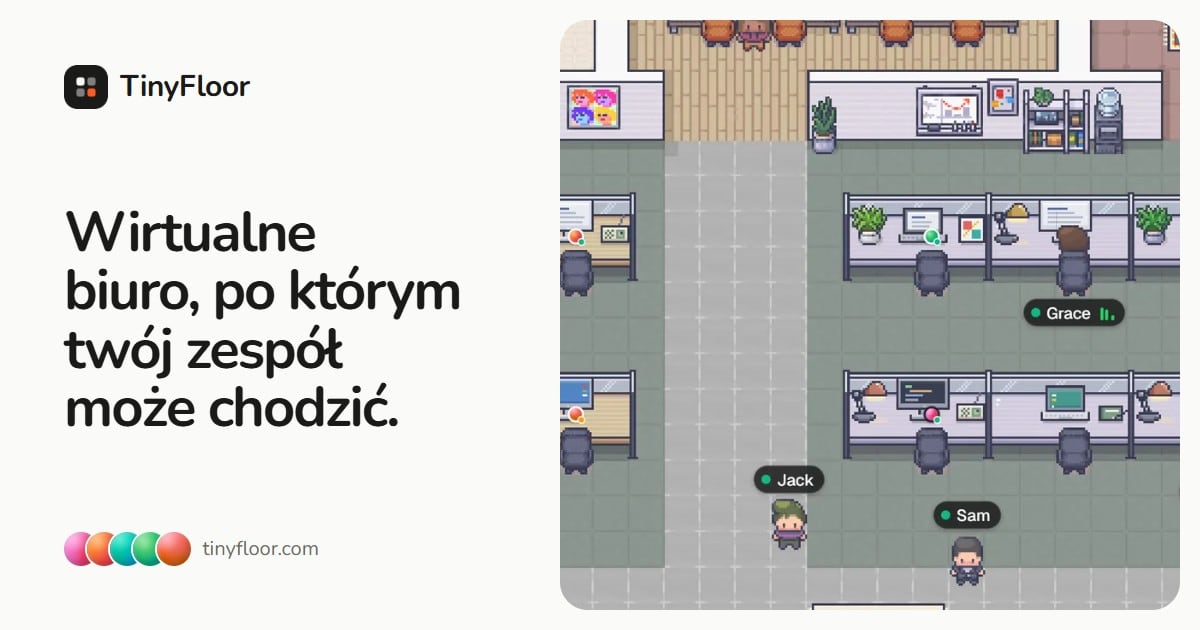 TinyFloor
Wirtualne
biuro, po którym
twój zespół
może chodzić.
tinyfloor.com
Grace
Jack
Sam